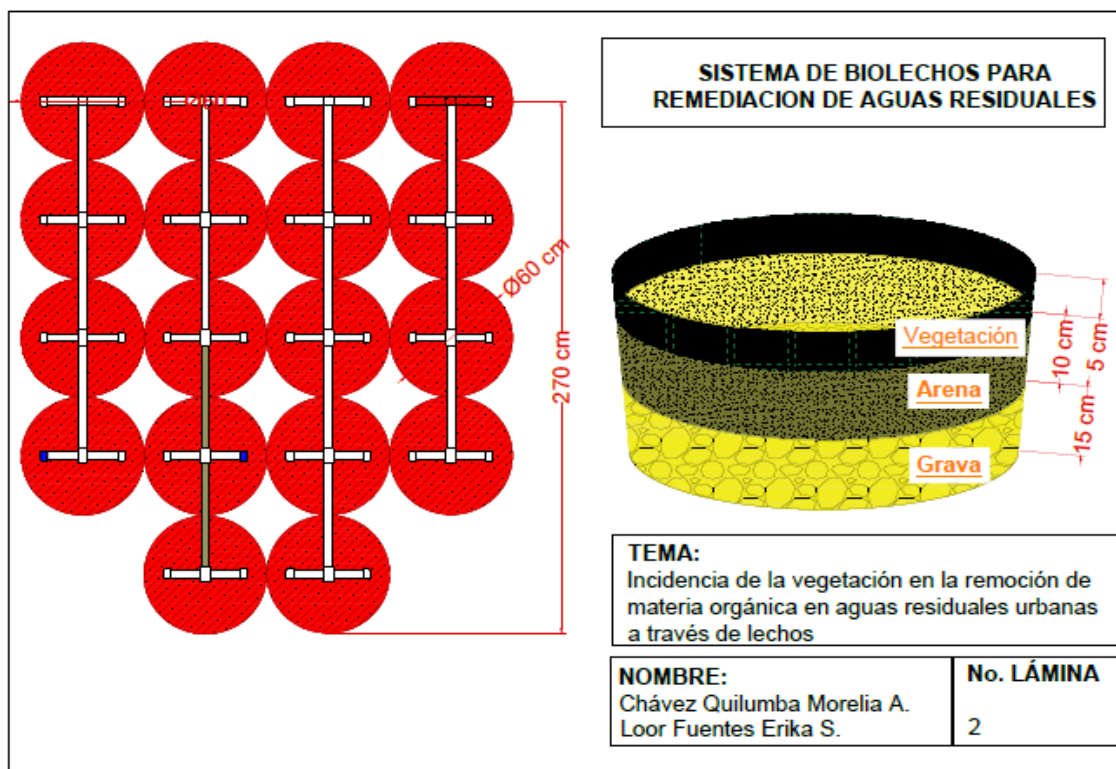 SISTEMA DE BIOLECHOS PARA
REMEDIACION DE AGUAS RESIDUALES
Ø60 cm
270 cm
Vegetación
Arena
Grava
10 cm
5 cm
15 cm
TEMA:
Incidencia de la vegetación en la remoción de
materia orgánica en aguas residuales urbanas
a través de lechos
NOMBRE:
Chávez Quilumba Morelia A.
Loor Fuentes Erika S.
No. LÁMINA
2